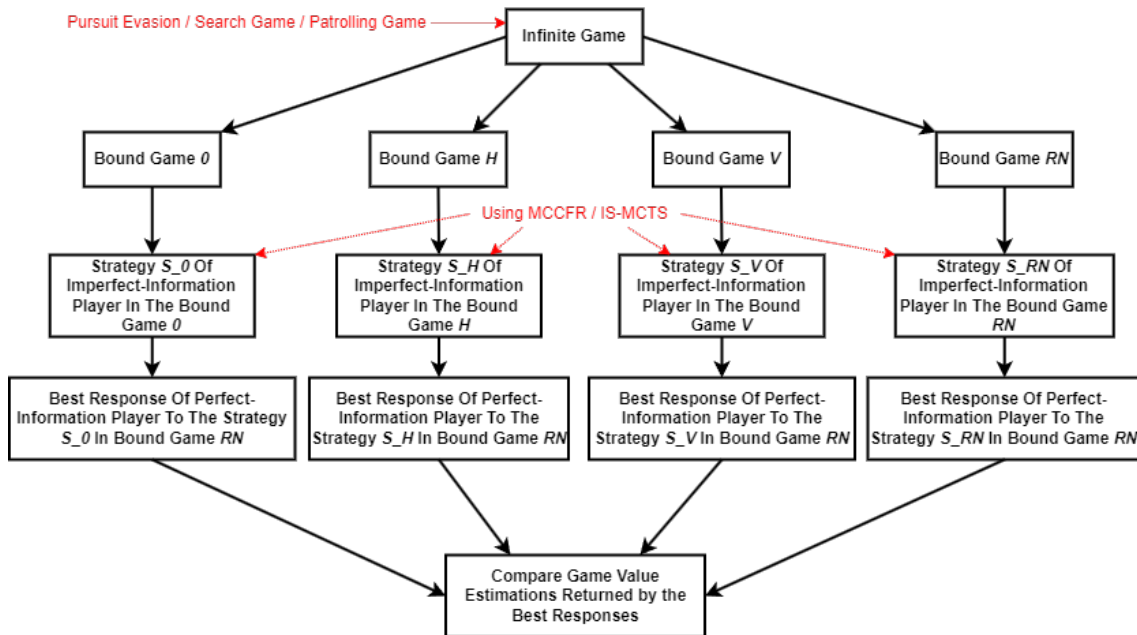 Pursuit Evasion / Search Game / Patrolling Game
Infinite Game
Bound Game 0
Bound Game H
Bound Game V
Bound Game RN
Using MCCFR / IS-MCTS
Strategy S_0 Of
Imperfect-Information
Player In The Bound
Game 0
Strategy S_H Of
Imperfect-Information
Player In The Bound
Game H
Strategy S_V Of
Imperfect-Information
Player In The Bound
Game V
Strategy S_RN Of
Imperfect-Information
Player In The Bound Game
RN
Best Response Of Perfect-
Information Player To The Strategy
S_0 In Bound Game RN
Best Response Of Perfect-
Information Player To The
Strategy S_H In Bound Game RN
Best Response Of Perfect-
Information Player To The
Strategy S_V In Bound Game RN
Best Response Of Perfect-
Information Player To The
Strategy S_RN In Bound Game RN
Compare Game Value
Estimations Returned by the
Best Responses